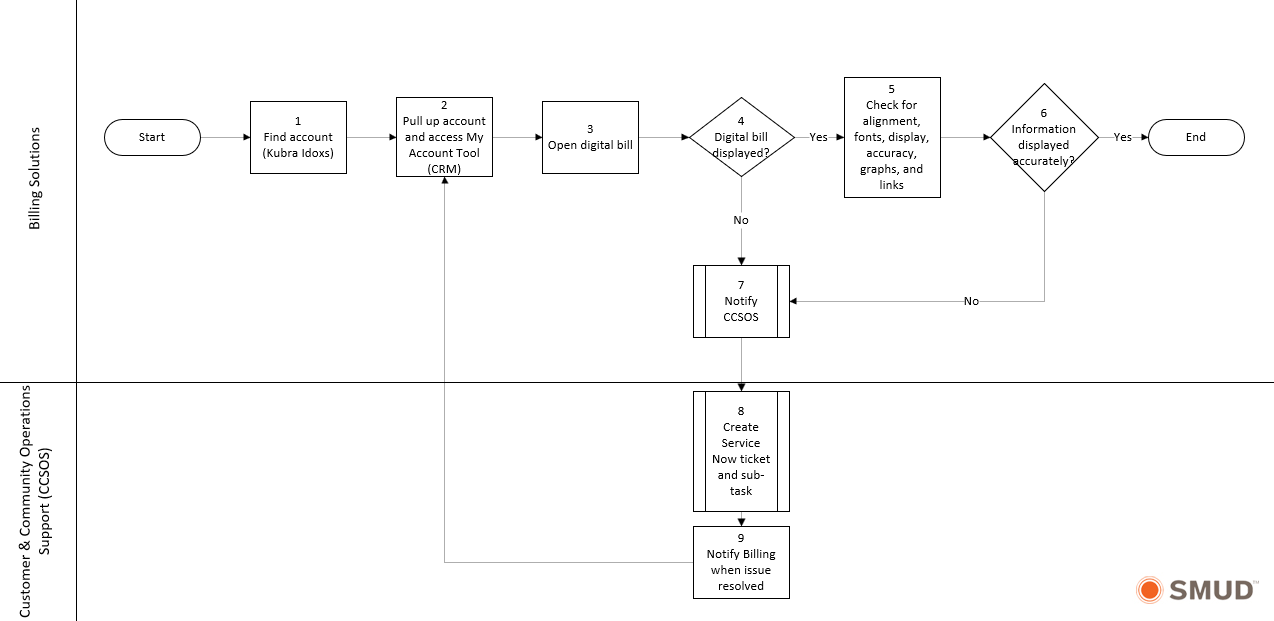 Billing Solutions
Start
1
Find account
(Kubra Idoxs)
2
Pull up account
and access My
Account Tool
(CRM)
3
Open digital bill
4
Digital bill
displayed?
Yes
5
Check for
alignment,
fonts, display,
accuracy,
graphs, and
links
6
Information
displayed
accurately?
Yes
End
No
7
Notify
CCSOS
No
Customer & Community Operations
Support (CCSOS)
8
Create
Service
Now ticket
and sub-
task
9
Notify Billing
when issue
resolved
SMUD™